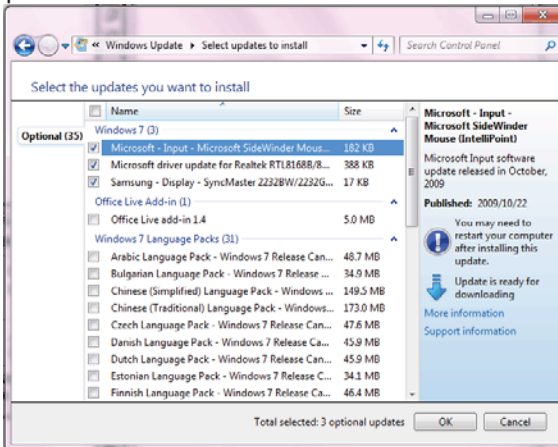 « Windows Update ▸ Select updates to install
Search Control Panel
Select the updates you want to install
Name Size
Optional (35)
Windows 7 (3)
Microsoft - Input - Microsoft SideWinder Mous... 182 KB
Microsoft driver update for Realtek RTL8168B/8... 388 KB
Samsung - Display - SyncMaster 2232BW/2232G... 17 KB
Office Live Add-in (1)
Office Live add-in 1.4 5.0 MB
Windows 7 Language Packs (31)
Arabic Language Pack - Windows 7 Release Can... 48.7 MB
Bulgarian Language Pack - Windows 7 Release ... 34.9 MB
Chinese (Simplified) Language Pack - Windows ... 149.5 MB
Chinese (Traditional) Language Pack - Windows... 173.0 MB
Czech Language Pack - Windows 7 Release Can... 47.6 MB
Danish Language Pack - Windows 7 Release Can... 45.9 MB
Dutch Language Pack - Windows 7 Release Can... 45.9 MB
Estonian Language Pack - Windows 7 Release C... 34.1 MB
Finnish Language Pack - Windows 7 Release Ca... 46.4 MB
Microsoft - Input -
Microsoft SideWinder
Mouse (IntelliPoint)
Microsoft Input software
update released in October,
2009
Published: 2009/10/22
You may need to
restart your computer
after installing this
update.
Update is ready for
downloading
More information
Support information
Total selected: 3 optional updates
OK
Cancel